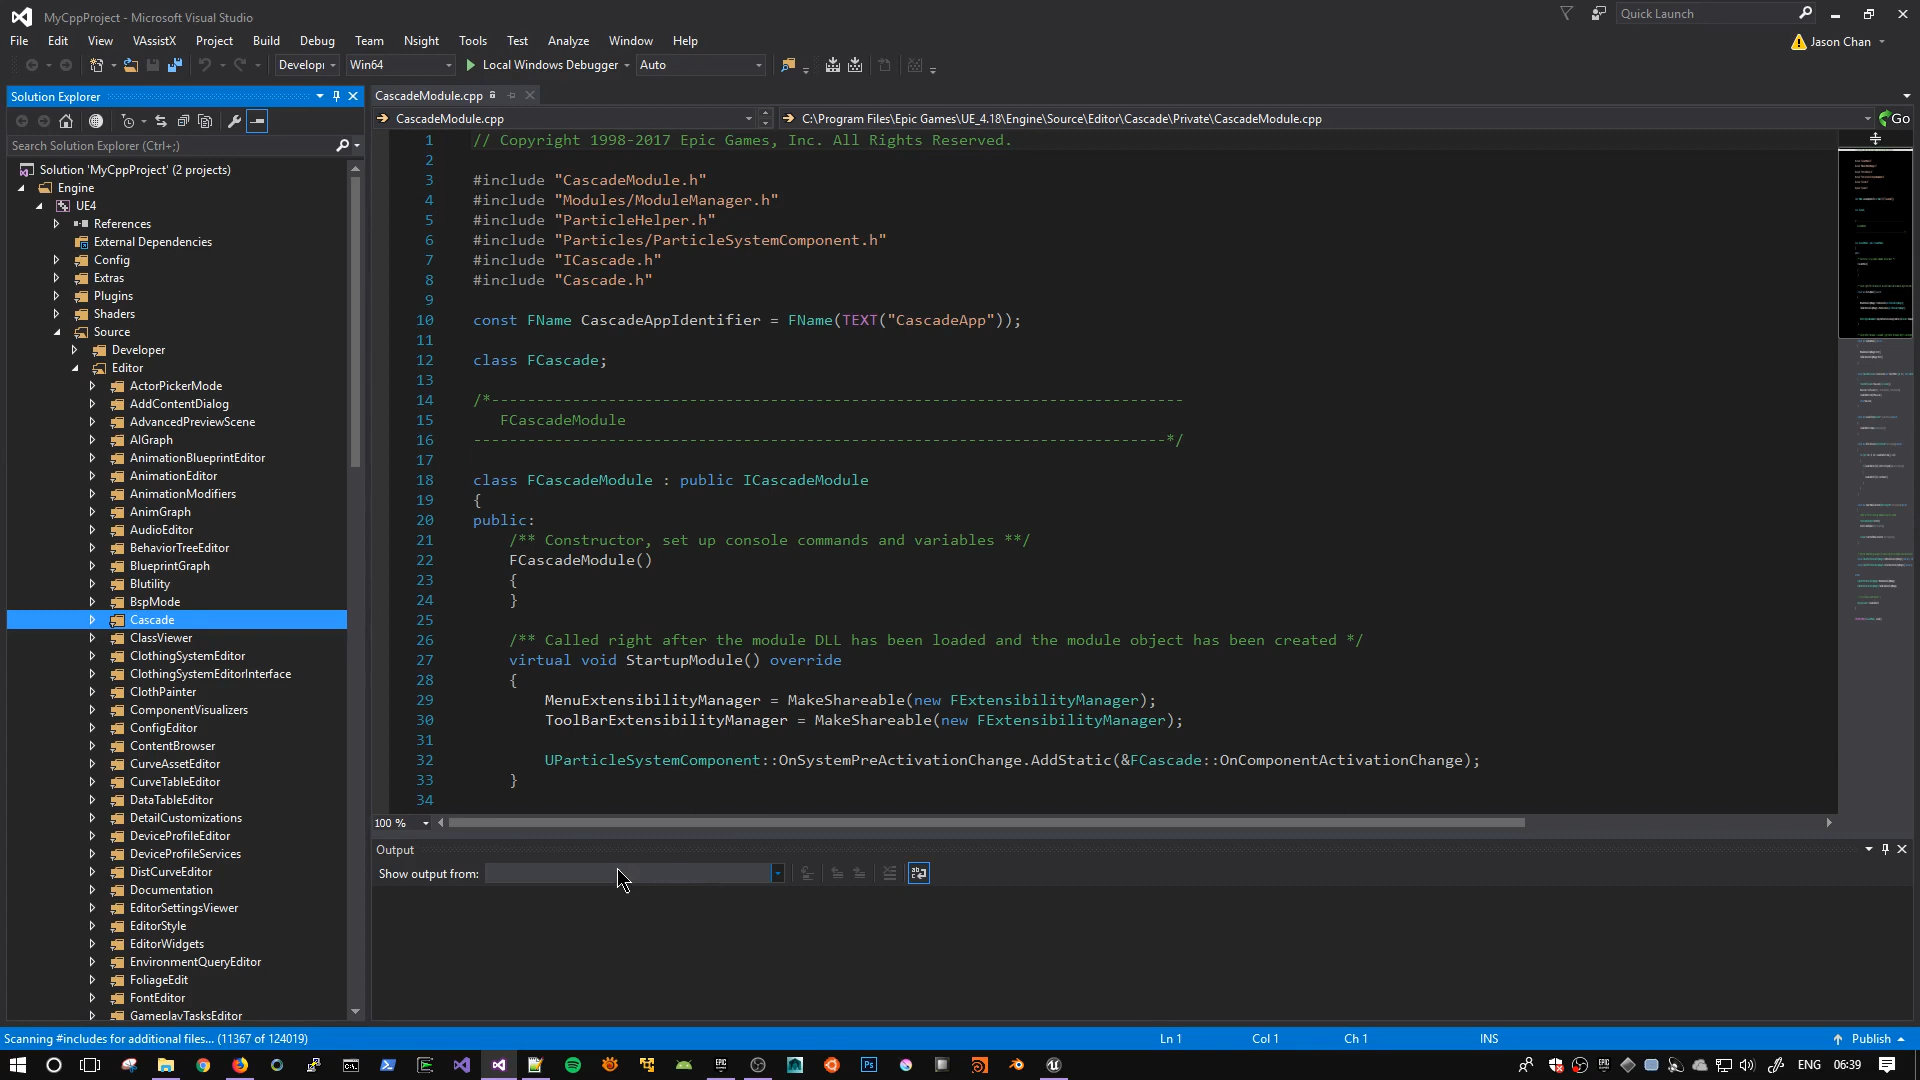 MyCppProject - Microsoft Visual Studio
Quick Launch
File Edit View VAssistX Project Build Debug Team Nsight Tools Test Analyze Window Help
Jason Chan
Develop Win64 Local Windows Debugger Auto
Solution Explorer
CascadeModule.cpp
CascadeModule.cpp
C:\Program Files\Epic Games\UE_4.18\Engine\Source\Editor\Cascade\Private\CascadeModule.cpp
Go
Search Solution Explorer (Ctrl+;)
Solution 'MyCppProject' (2 projects)
Engine
UE4
References
External Dependencies
Config
Extras
Plugins
Shaders
Source
Developer
Editor
ActorPickerMode
AddContentDialog
AdvancedPreviewScene
AIGraph
AnimationBlueprintEditor
AnimationEditor
AnimationModifiers
AnimGraph
AudioEditor
BehaviorTreeEditor
BlueprintGraph
Blutility
BspMode
Cascade
ClassViewer
ClothingSystemEditor
ClothingSystemEditorInterface
ClothPainter
ComponentVisualizers
ConfigEditor
ContentBrowser
CurveAssetEditor
CurveTableEditor
DataTableEditor
DetailCustomizations
DeviceProfileEditor
DeviceProfileServices
DistCurveEditor
Documentation
EditorSettingsViewer
EditorStyle
EditorWidgets
EnvironmentQueryEditor
FoliageEdit
FontEditor
GameplayTasksEditor
1 // Copyright 1998-2017 Epic Games, Inc. All Rights Reserved.
2
3 #include "CascadeModule.h"
4 #include "Modules/ModuleManager.h"
5 #include "ParticleHelper.h"
6 #include "Particles/ParticleSystemComponent.h"
7 #include "ICascade.h"
8 #include "Cascade.h"
9
10 const FName CascadeAppIdentifier = FName(TEXT("CascadeApp"));
11
12 class FCascade;
13
14 /*-----------------------------------------------------------------------------
15 FCascadeModule
16 -----------------------------------------------------------------------------*/
17
18 class FCascadeModule : public ICascadeModule
19 {
20 public:
21 /** Constructor, set up console commands and variables **/
22 FCascadeModule()
23 {
24 }
25
26 /** Called right after the module DLL has been loaded and the module object has been created */
27 virtual void StartupModule() override
28 {
29 MenuExtensibilityManager = MakeShareable(new FExtensibilityManager);
30 ToolBarExtensibilityManager = MakeShareable(new FExtensibilityManager);
31
32 UParticleSystemComponent::OnSystemPreActivationChange.AddStatic(&FCascade::OnComponentActivationChange);
33 }
34
100 %
Output
Show output from:
Scanning #includes for additional files... (11367 of 124019)
Ln 1 Col 1 Ch 1 INS
Publish
ENG 06:39